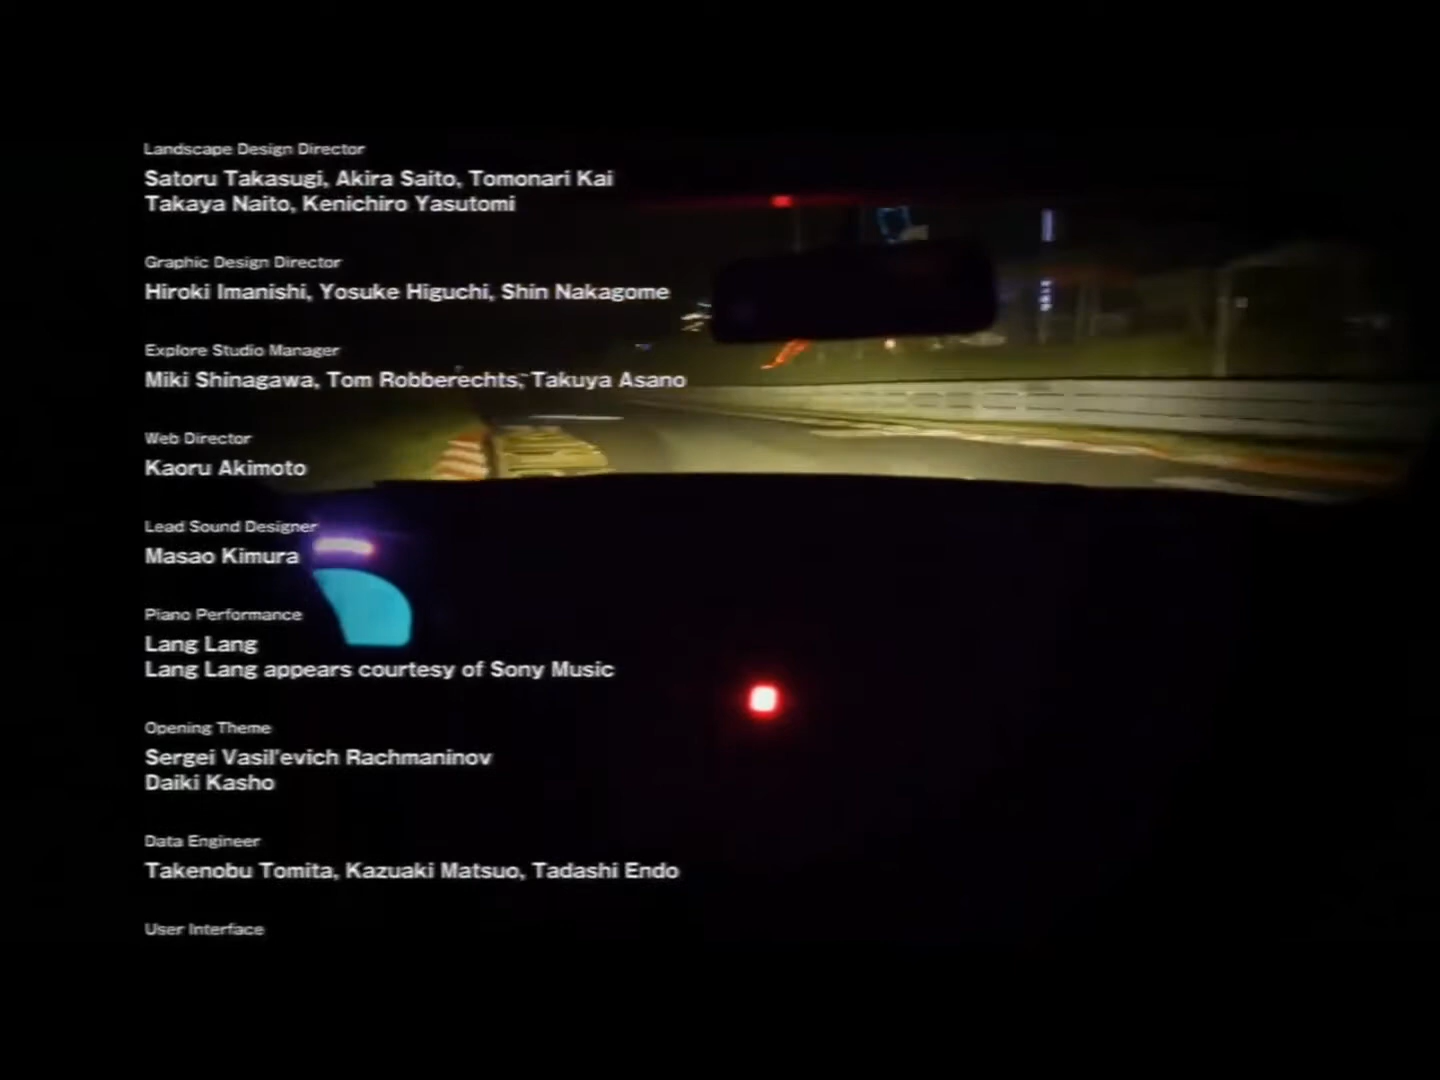 Landscape Design Director
Satoru Takasugi, Akira Saito, Tomonari Kai
Takaya Naito, Kenichiro Yasutomi
Graphic Design Director
Hiroki Imanishi, Yosuke Higuchi, Shin Nakagome
Explore Studio Manager
Miki Shinagawa, Tom Robberechts, Takuya Asano
Web Director
Kaoru Akimoto
Lead Sound Designer
Masao Kimura
Piano Performance
Lang Lang
Lang Lang appears courtesy of Sony Music
Opening Theme
Sergei Vasil'evich Rachmaninov
Daiki Kasho
Data Engineer
Takenobu Tomita, Kazuaki Matsuo, Tadashi Endo
User Interface